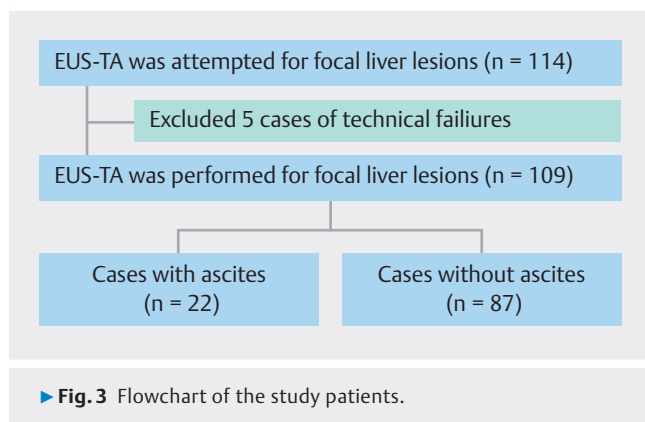 EUS-TA was attempted for focal liver lesions (n = 114)
Excluded 5 cases of technical failiures
EUS-TA was performed for focal liver lesions (n = 109)
Cases with ascites
(n = 22)
Cases without ascites
(n = 87)
▶ Fig. 3 Flowchart of the study patients.